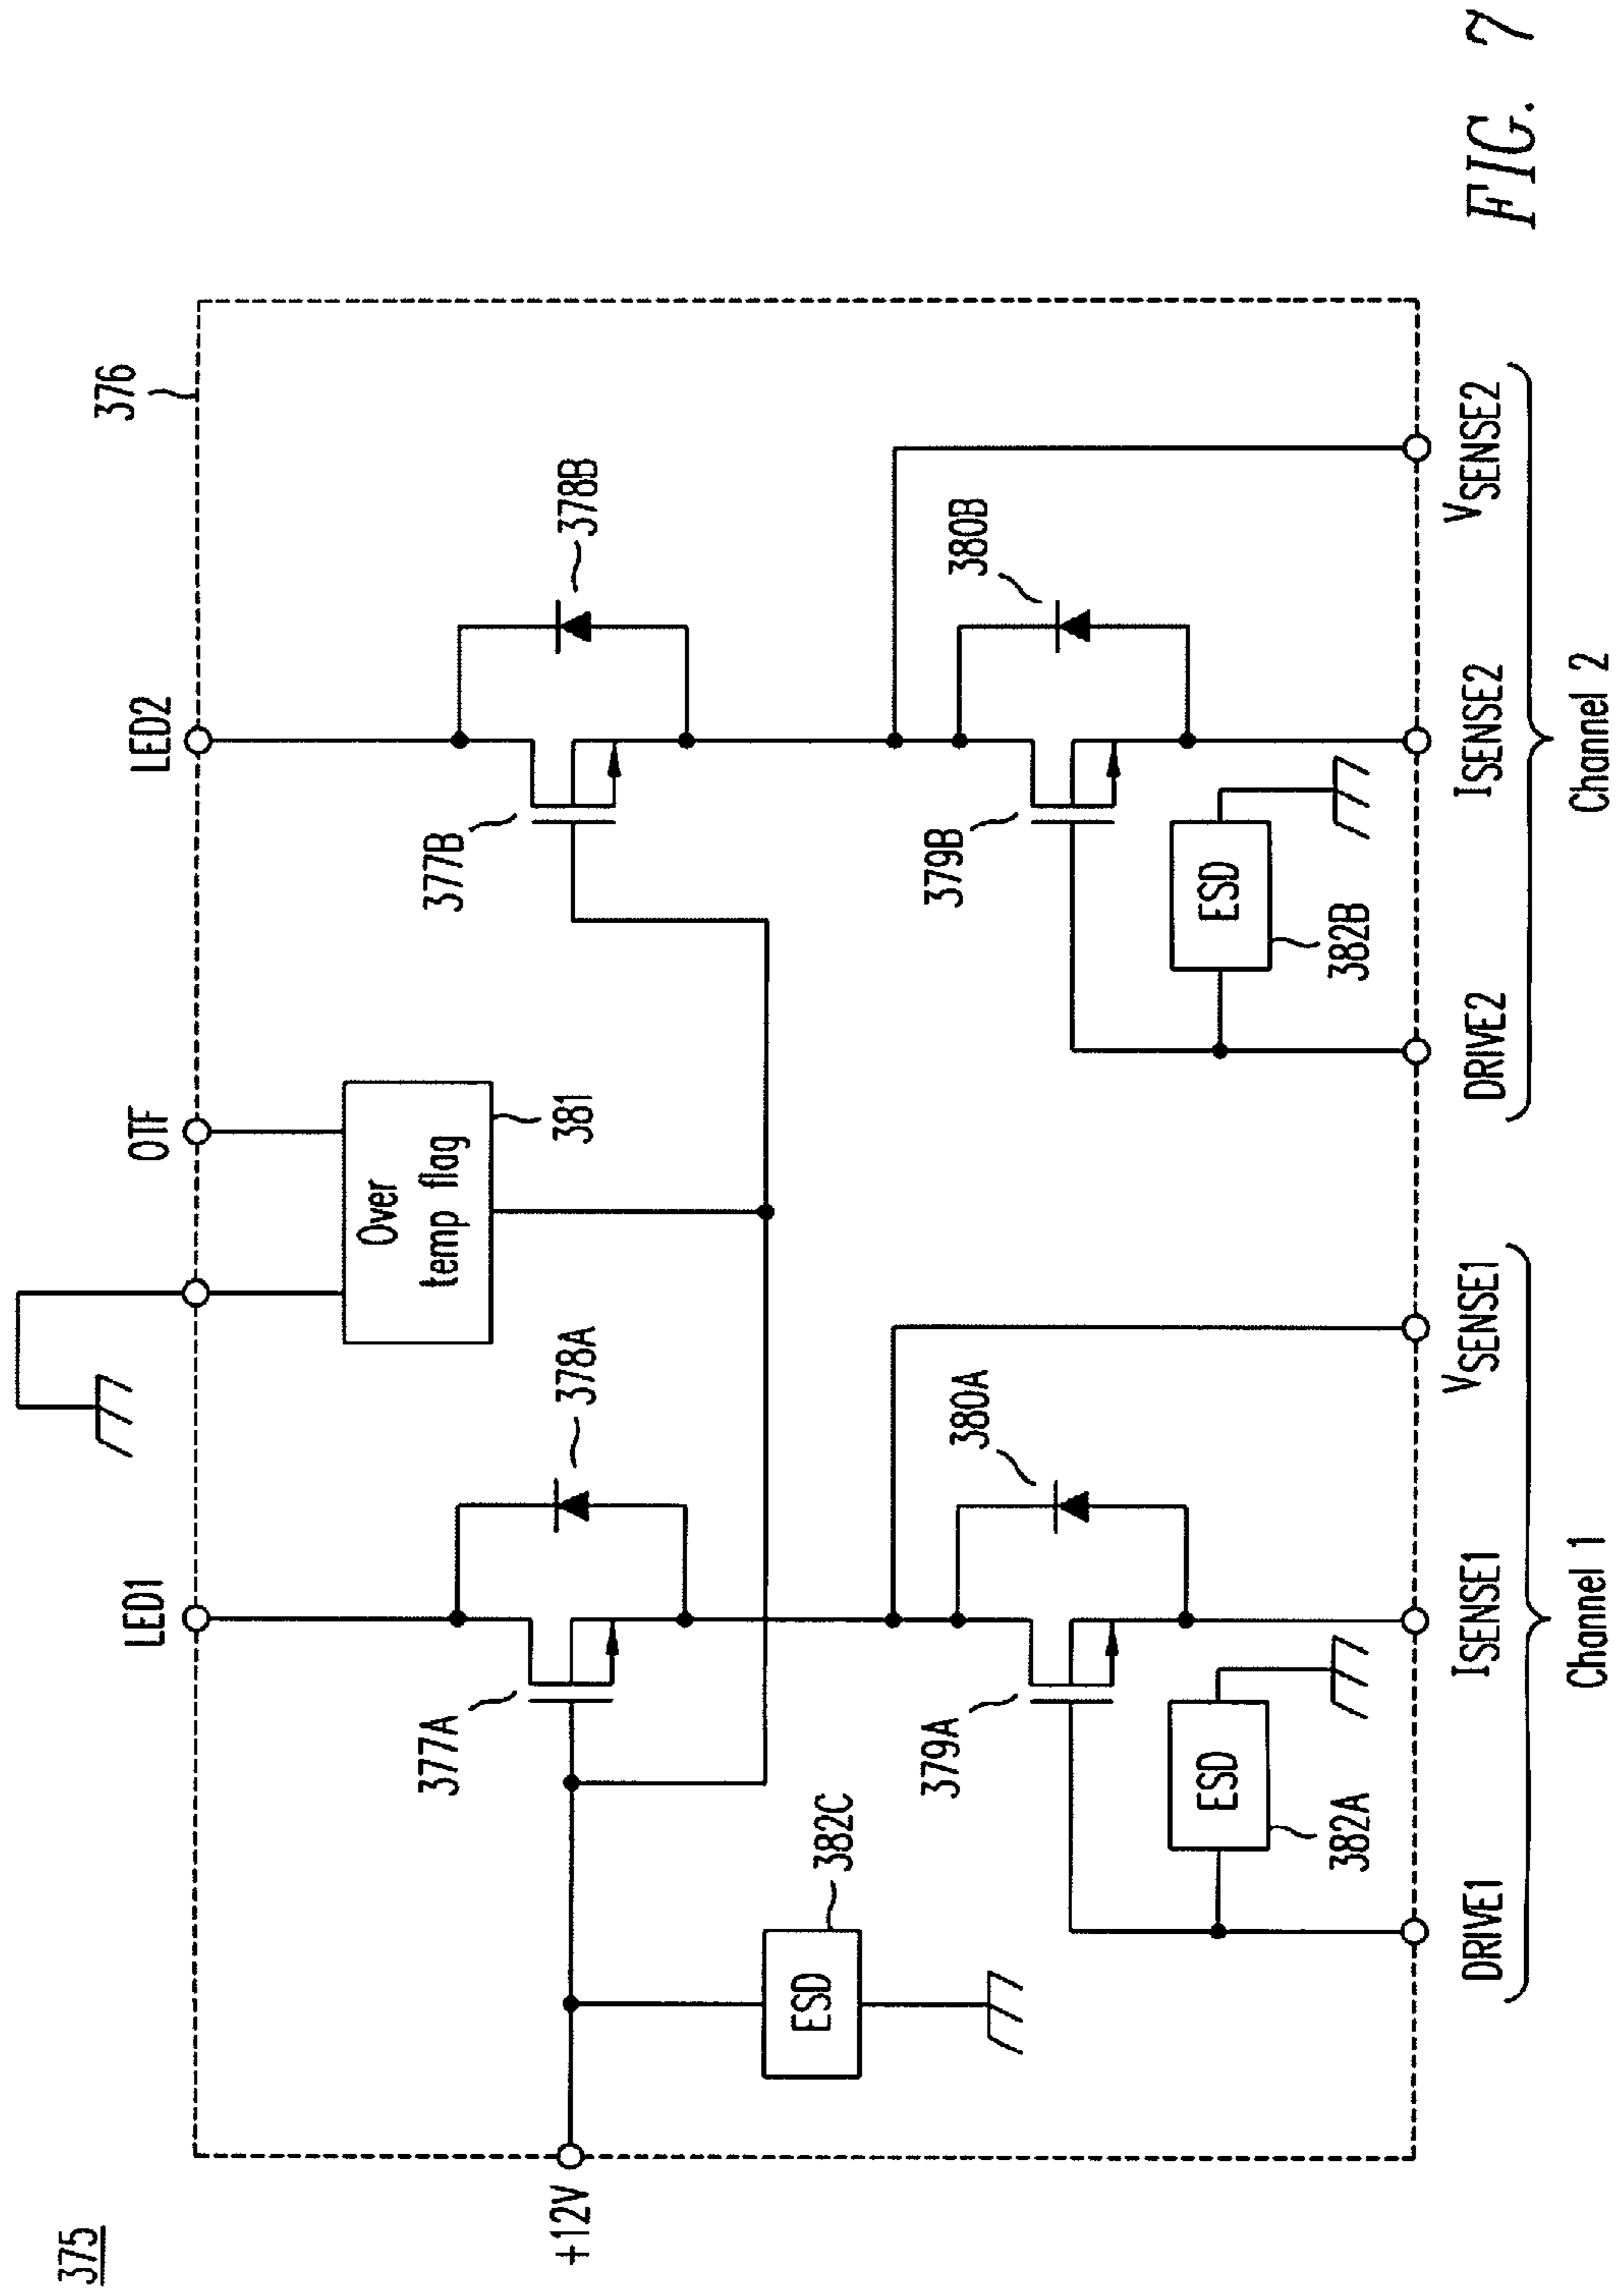 375
376
LED1
OTF
LED2
Over
temp flag
381
377A
378A
377B
378B
+12V
382C
ESD
379A
380A
379B
380B
ESD
382A
ESD
382B
DRIVE1
ISENSE1
VSENSE1
DRIVE2
ISENSE2
VSENSE2
Channel 1
Channel 2
FIG. 7